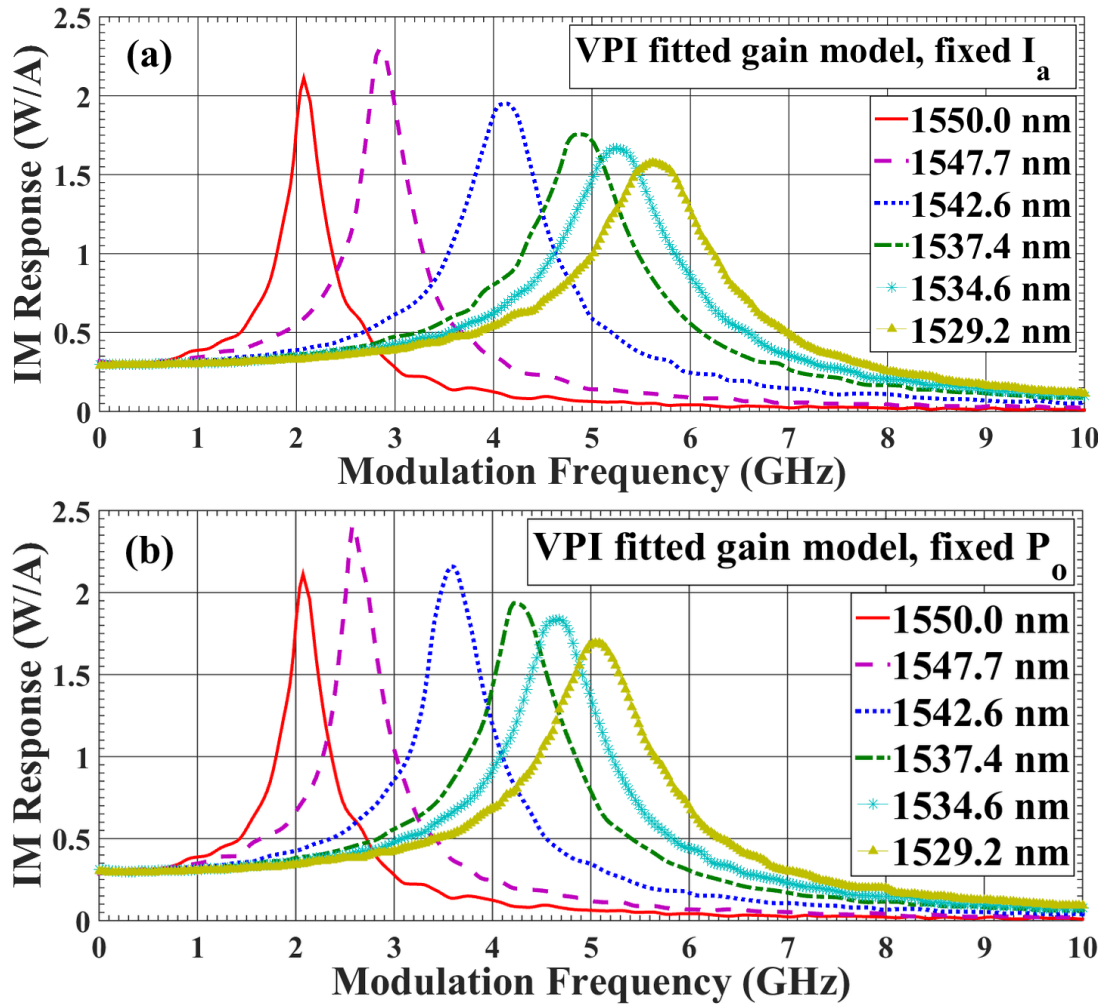 (a)
VPI fitted gain model, fixed I_a
1550.0 nm
1547.7 nm
1542.6 nm
1537.4 nm
1534.6 nm
1529.2 nm
IM Response (W/A)
2.5
2
1.5
1
0.5
0
0 1 2 3 4 5 6 7 8 9 10
Modulation Frequency (GHz)
(b)
VPI fitted gain model, fixed P_o
1550.0 nm
1547.7 nm
1542.6 nm
1537.4 nm
1534.6 nm
1529.2 nm
IM Response (W/A)
2.5
2
1.5
1
0.5
0
0 1 2 3 4 5 6 7 8 9 10
Modulation Frequency (GHz)